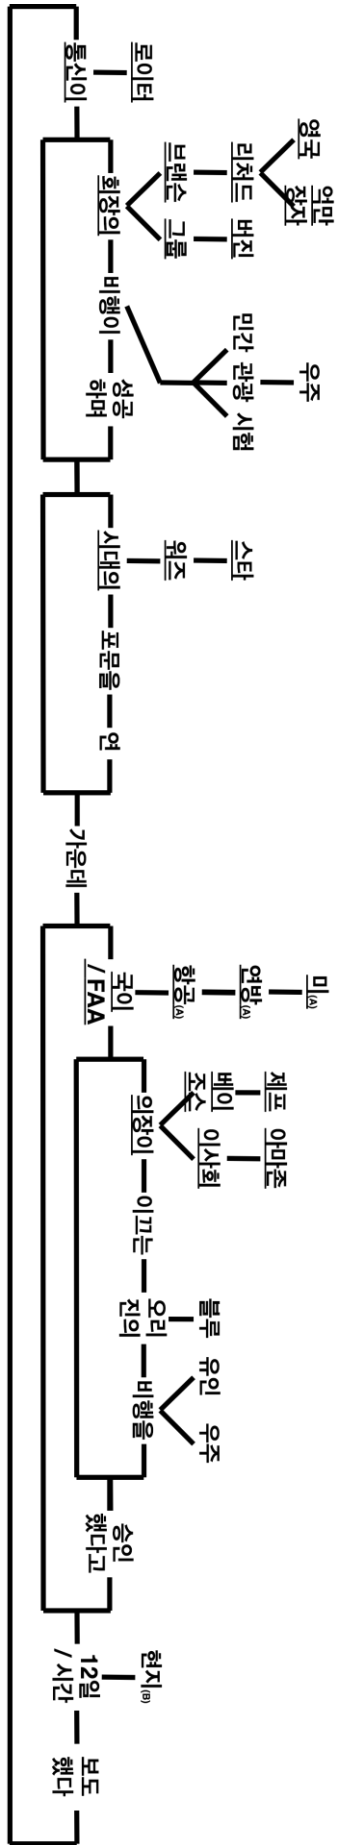 로이터
통신이
영국
억만
장자
리처드
브랜슨
버진
그룹
회장의
우주
민간
관광
시험
비행이
성공
하며
스타
워즈
시대의
포문을
연
가운데
미(A)
연방(A)
항공(A)
국이
/ FAA
제프
베이
조스
아마존
이사회
의장이
이끄는
블루
오리
진의
유인
우주
비행을
승인
했다고
현지(B)
12일
/ 시간
보도
했다